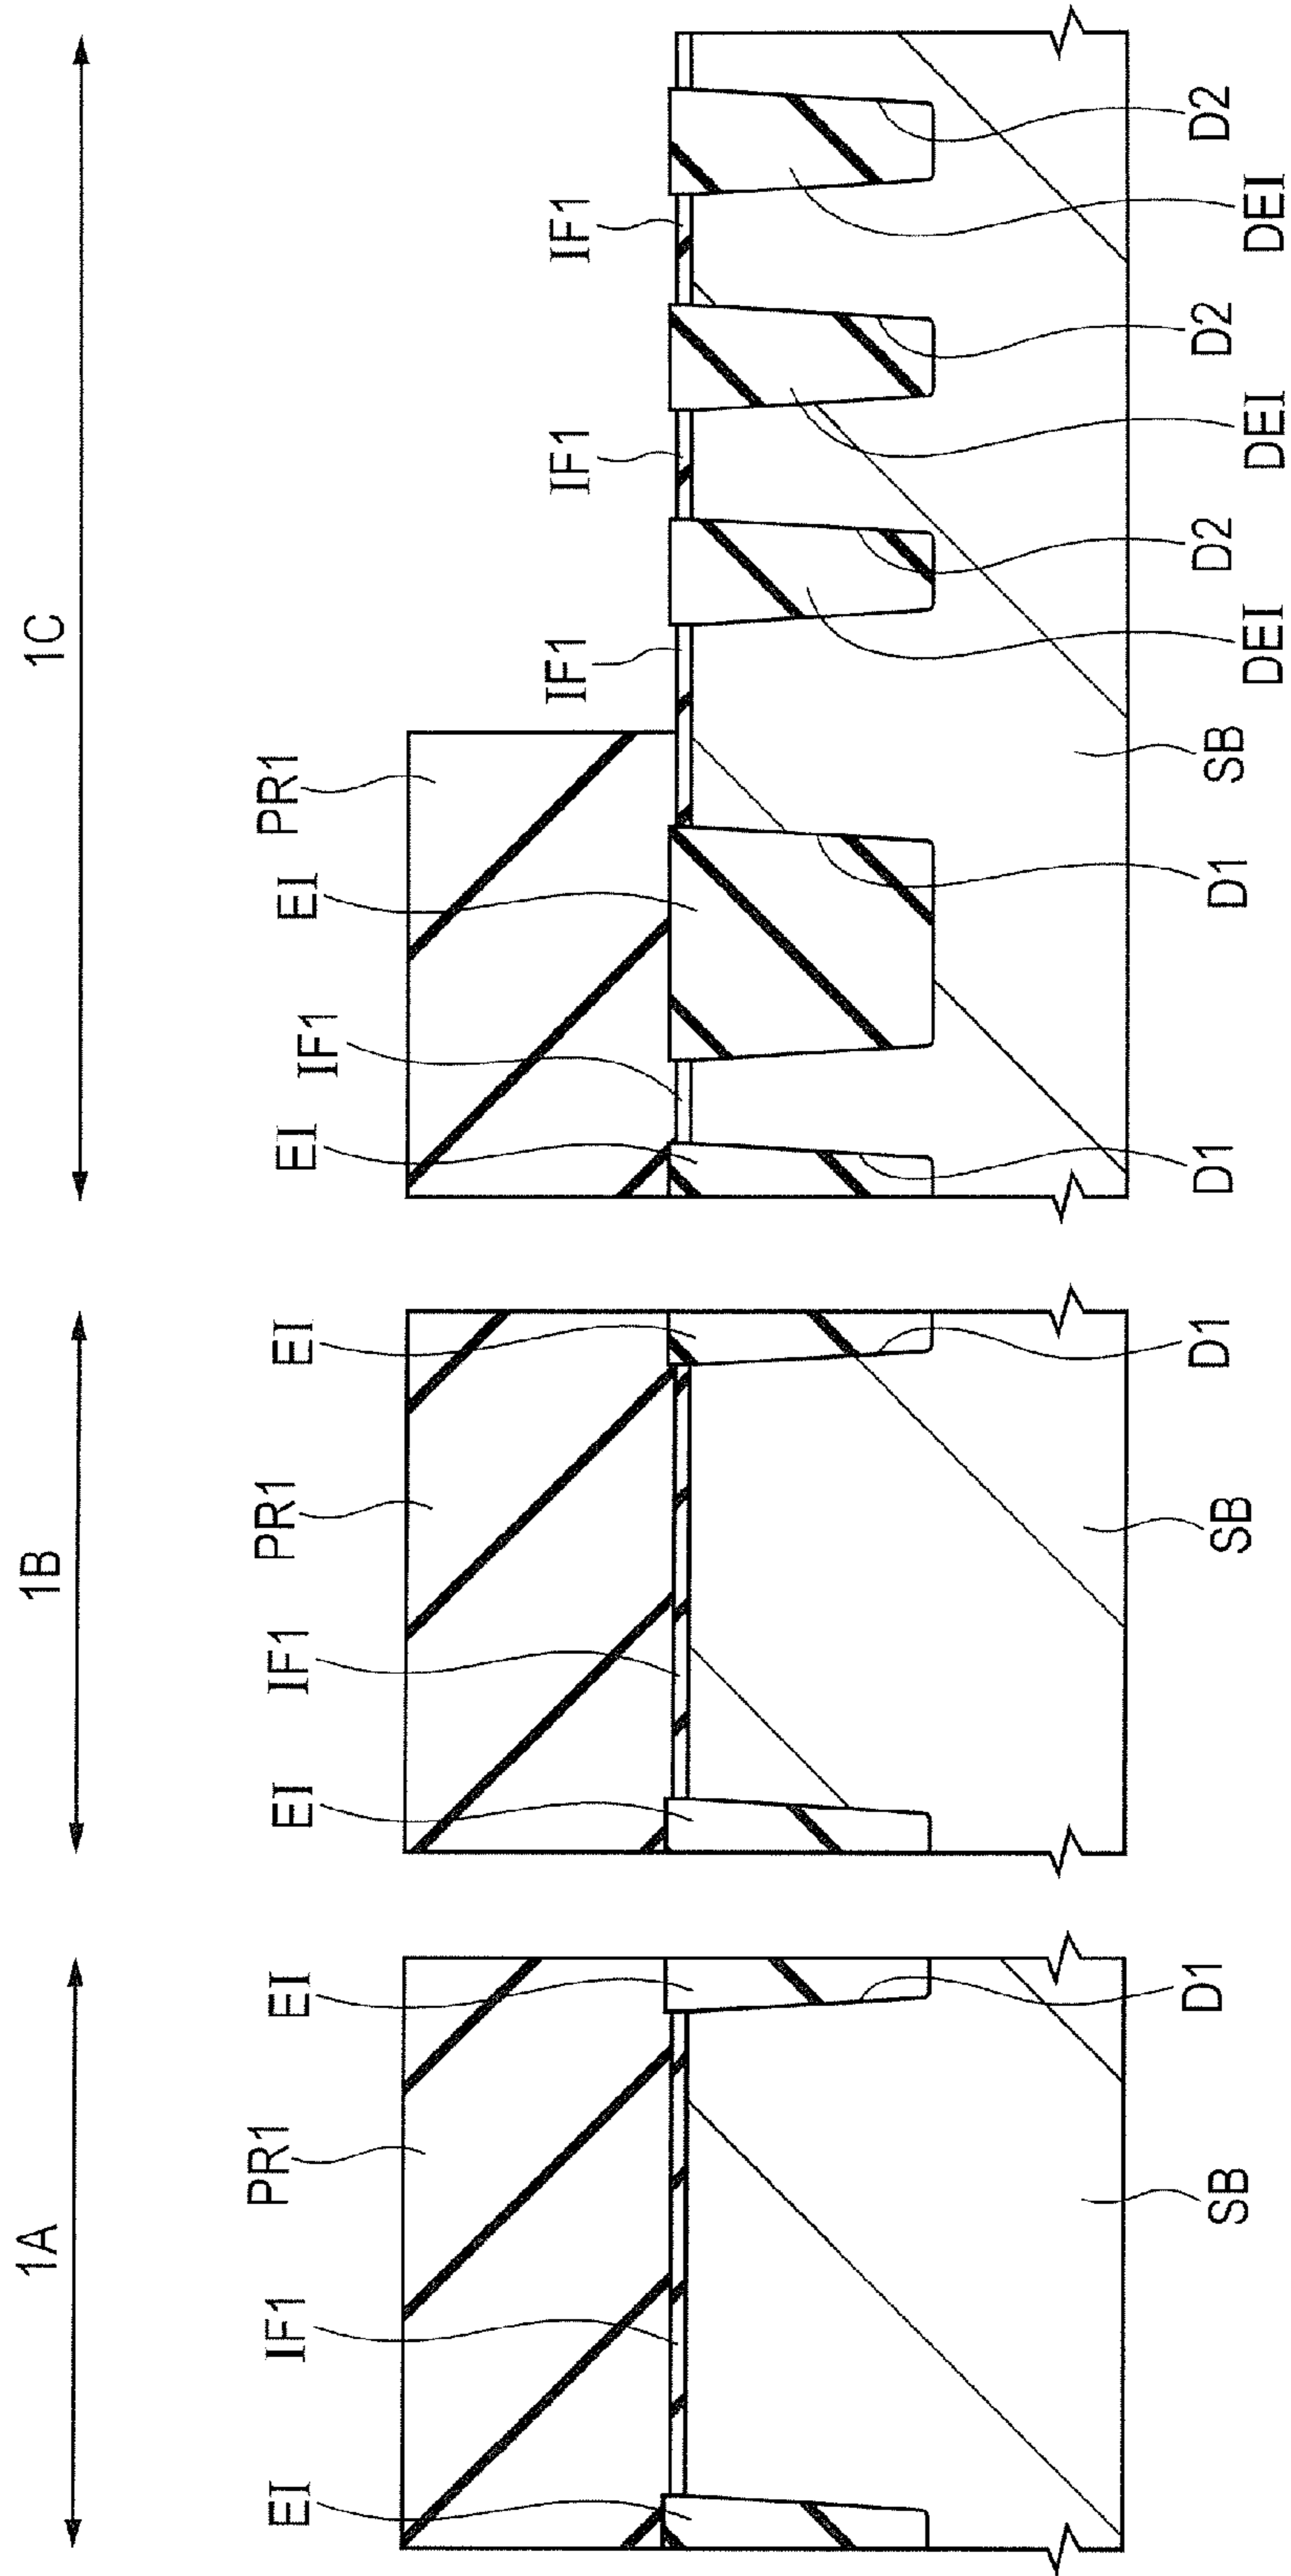 1A
1B
1C
EI
IF1
PR1
EI
EI
IF1
PR1
EI
EI
IF1
EI
PR1
IF1
IF1
IF1
SB
D1
SB
D1
D1
D1
SB
DEI
D2
DEI
D2
DEI
D2